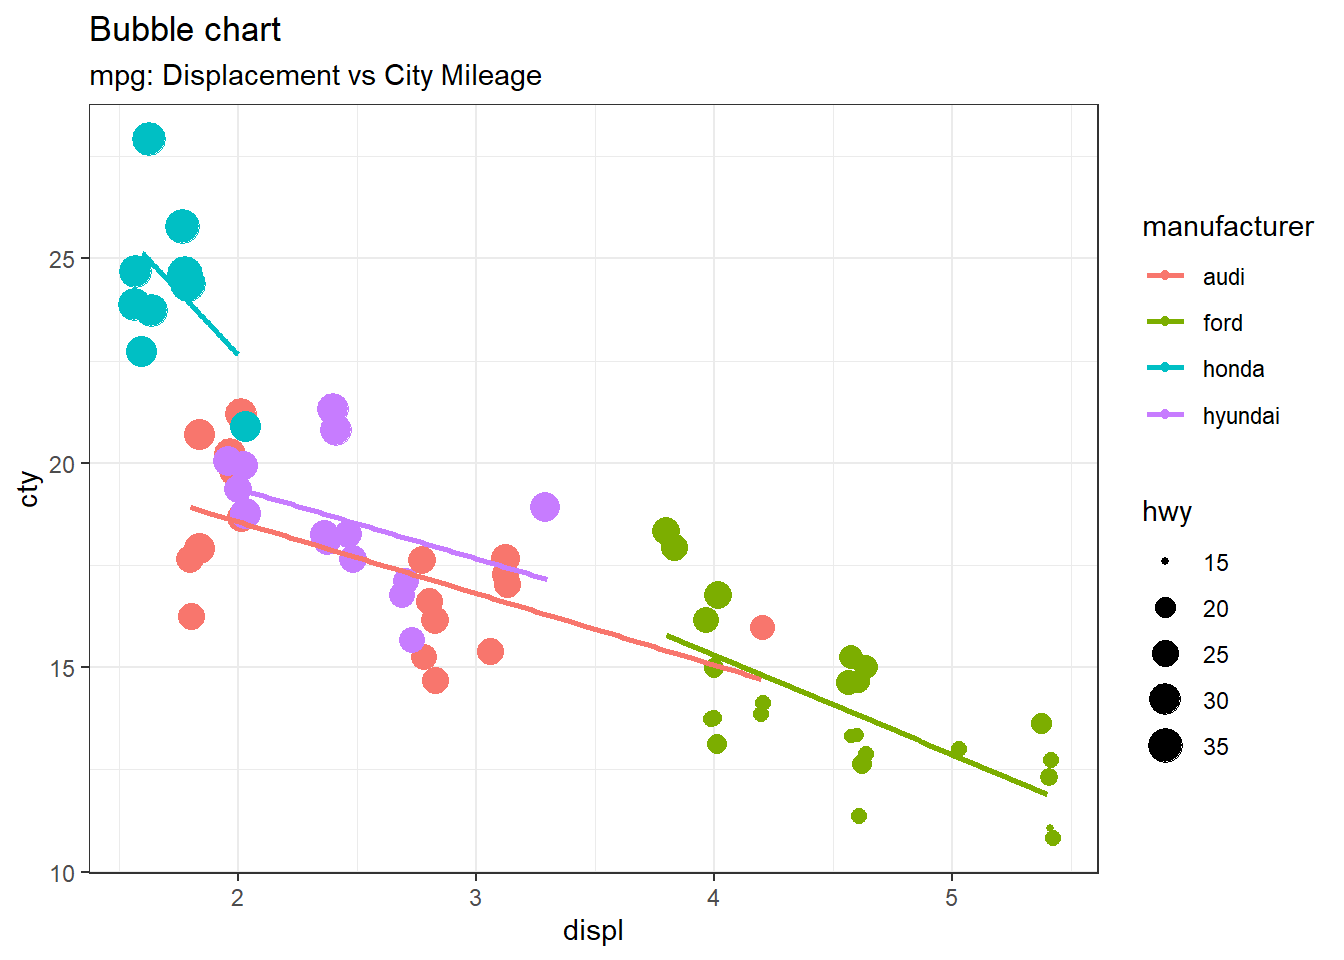 Bubble chart
mpg: Displacement vs City Mileage
cty
25
20
15
10
2 3 4 5
displ
manufacturer
audi
ford
honda
hyundai
hwy
15
20
25
30
35